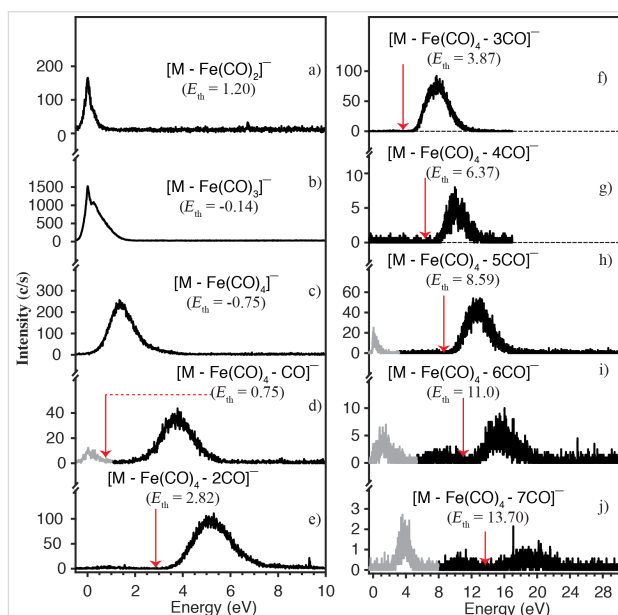 [M - Fe(CO)₂]⁻ a)
(Eth = 1.20)
200
100
0
[M - Fe(CO)₃]⁻ b)
(Eth = -0.14)
1500
1000
500
0
[M - Fe(CO)₄]⁻ c)
(Eth = -0.75)
300
200
100
0
[M - Fe(CO)₄ - CO]⁻
(Eth = 0.75)
d)
40
20
0
[M - Fe(CO)₄ - 2CO]⁻
(Eth = 2.82) e)
100
50
0
0 2 4 6 8 10
Energy (eV)
Intensity (c/s)
[M - Fe(CO)₄ - 3CO]⁻
(Eth = 3.87)
f)
100
50
0
[M - Fe(CO)₄ - 4CO]⁻
(Eth = 6.37)
g)
10
5
0
[M - Fe(CO)₄ - 5CO]⁻ h)
(Eth = 8.59)
60
40
20
0
[M - Fe(CO)₄ - 6CO]⁻ i)
(Eth = 11.0)
10
5
0
[M - Fe(CO)₄ - 7CO]⁻ j)
(Eth = 13.70)
3
2
1
0
0 4 8 12 16 20 24 28
Energy (eV)